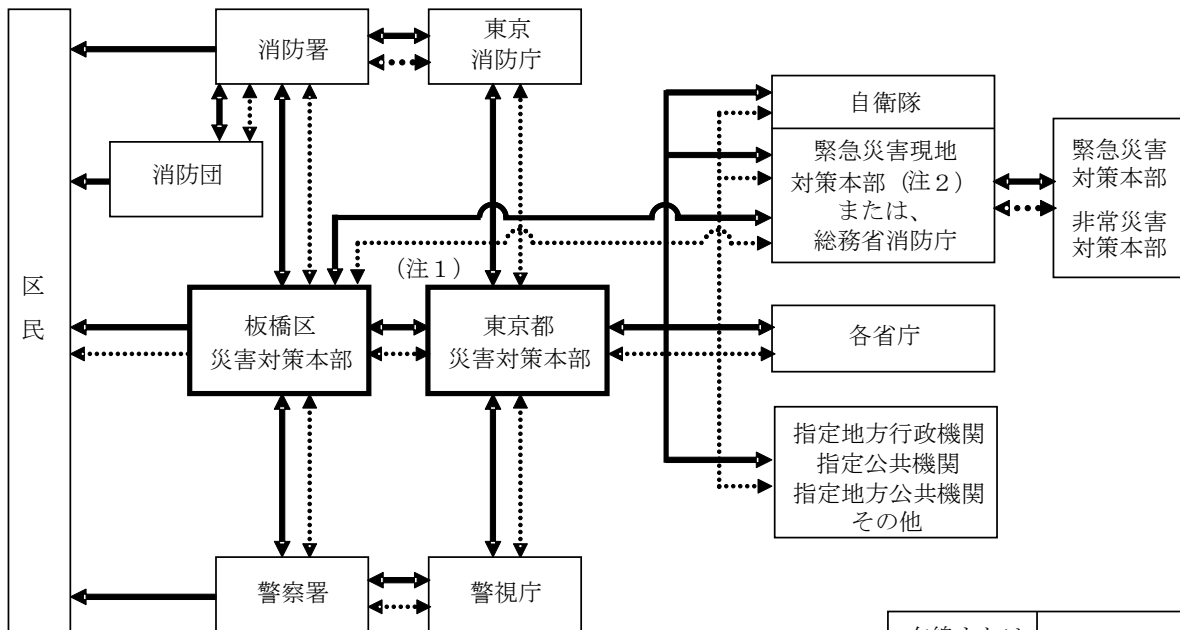 区
民
消防署
東京
消防庁
消防団
自衛隊
緊急災害現地
対策本部（注２）
または、
総務省消防庁
緊急災害
対策本部
非常災害
対策本部
（注１）
板橋区
災害対策本部
東京都
災害対策本部
各省庁
指定地方行政機関
指定公共機関
指定地方公共機関
その他
警察署
警視庁